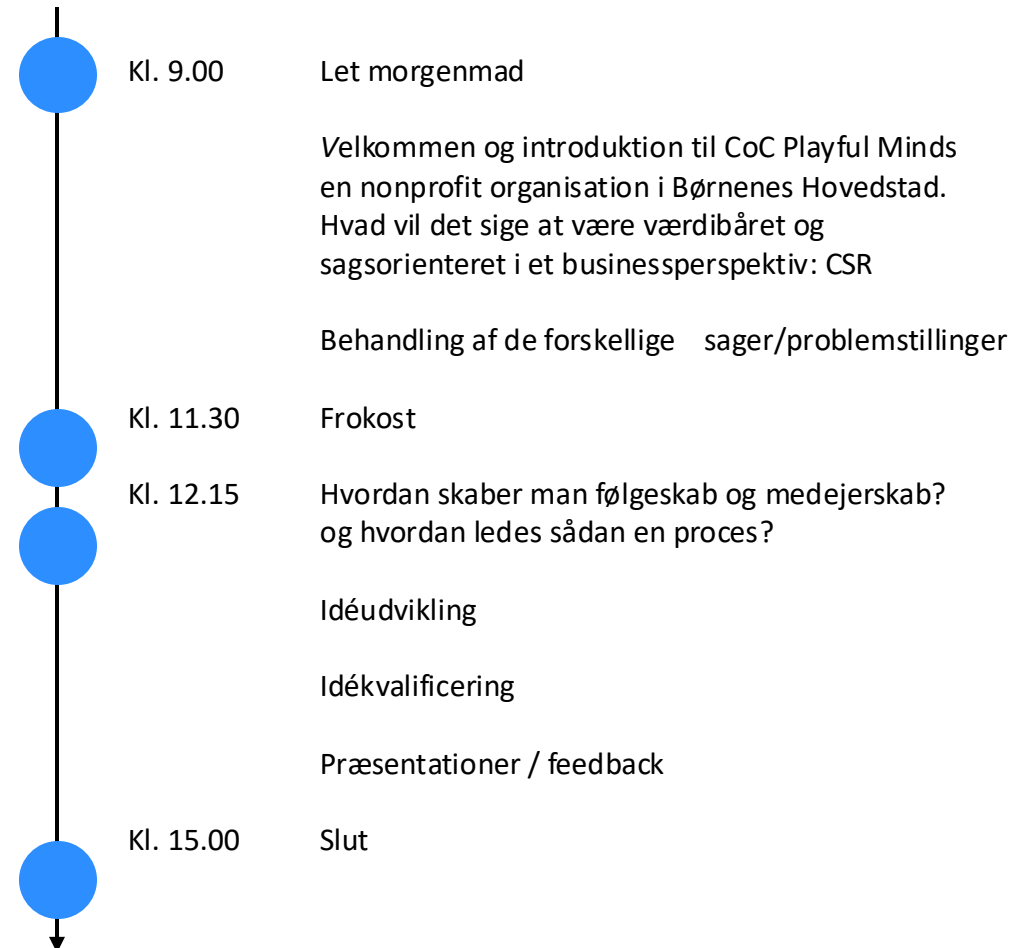 Kl. 9.00 Let morgenmad
Velkommen og introduktion til CoC Playful Minds
en nonprofit organisation i Børnenes Hovedstad.
Hvad vil det sige at være værdibåret og
sagsorienteret i et businessperspektiv: CSR
Behandling af de forskellige sager/problemstillinger
Kl. 11.30 Frokost
Kl. 12.15 Hvordan skaber man følgeskab og medejerskab?
og hvordan ledes sådan en proces?
Idéudvikling
Idékvalificering
Præsentationer / feedback
Kl. 15.00 Slut